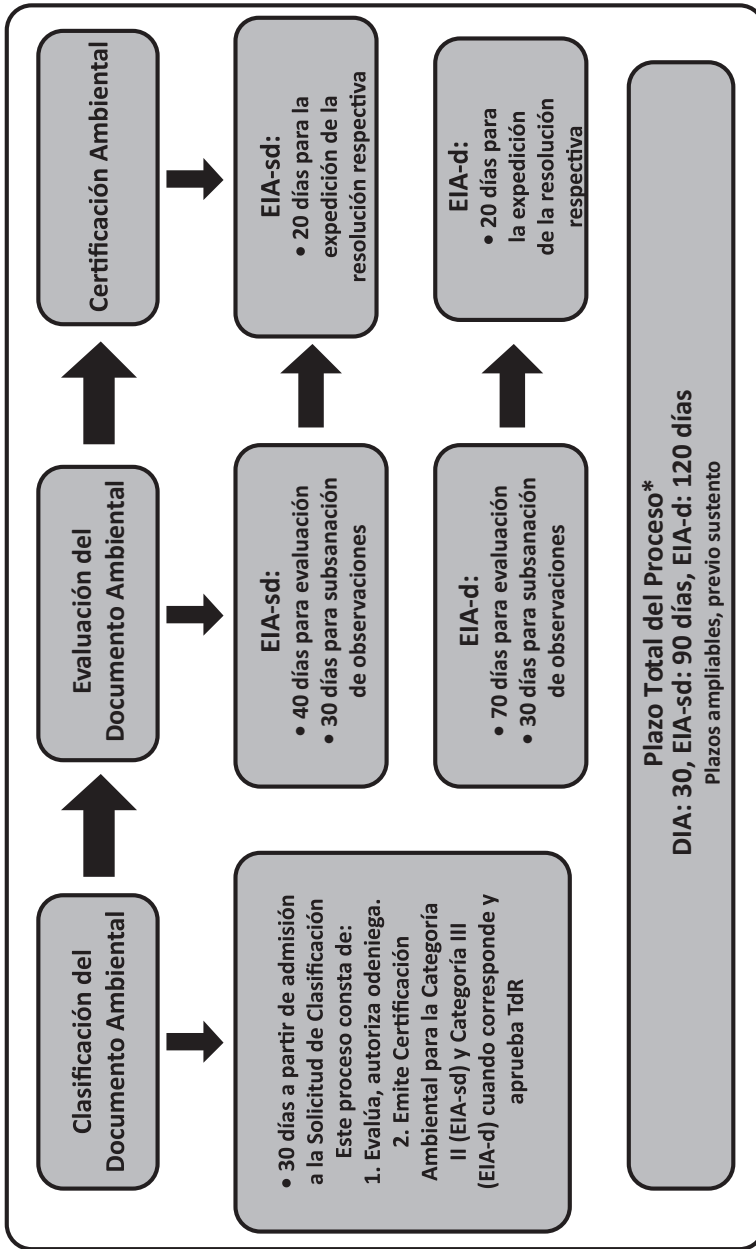 Clasificación del
Documento Ambiental
Evaluación del
Documento Ambiental
Certificación Ambiental
• 30 días a partir de admisión
a la Solicitud de Clasificación
Este proceso consta de:
1. Evalúa, autoriza odeniega.
2. Emite Certificación
Ambiental para la Categoría
II (EIA-sd) y Categoría III
(EIA-d) cuando corresponde y
aprueba TdR
EIA-sd:
• 40 días para evaluación
• 30 días para subsanación
de observaciones
EIA-sd:
• 20 días para la
expedición de la
resolución respectiva
EIA-d:
• 70 días para evaluación
• 30 días para subsanación
de observaciones
EIA-d:
• 20 días para
la expedición
de la resolución
respectiva
Plazo Total del Proceso*
DIA: 30, EIA-sd: 90 días, EIA-d: 120 días
Plazos ampliables, previo sustento